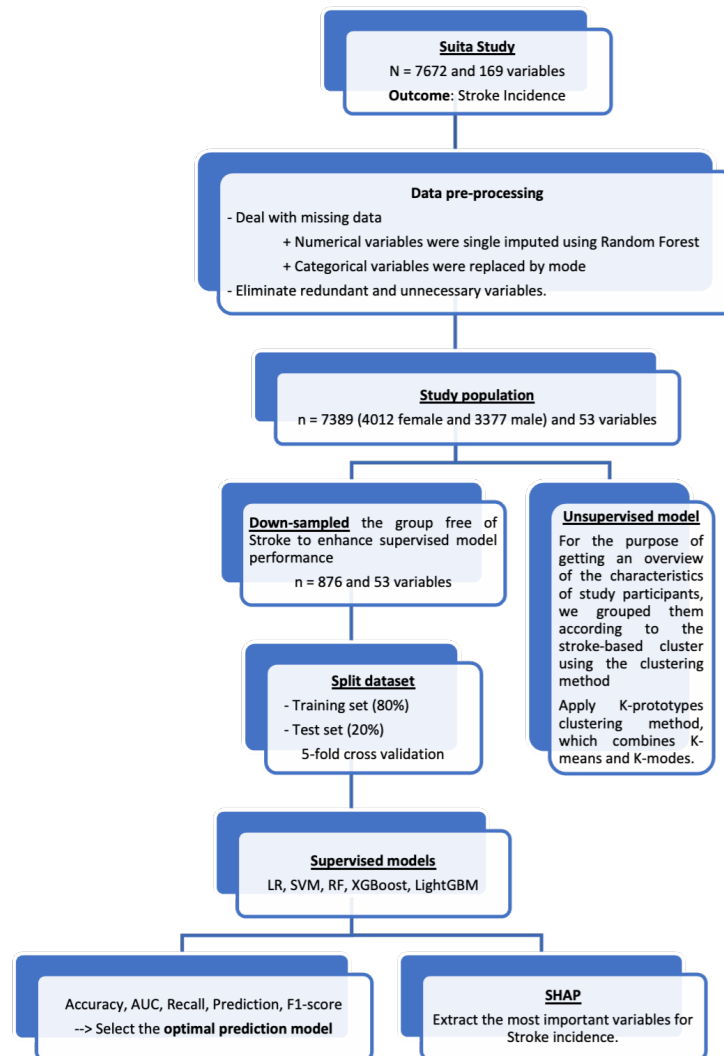 Suita Study
N = 7672 and 169 variables
Outcome: Stroke Incidence
Data pre-processing
- Deal with missing data
+ Numerical variables were single imputed using Random Forest
+ Categorical variables were replaced by mode
- Eliminate redundant and unnecessary variables.
Study population
n = 7389 (4012 female and 3377 male) and 53 variables
Down-sampled the group free of
Stroke to enhance supervised model
performance
n = 876 and 53 variables
Unsupervised model
For the purpose of
getting an overview
of the characteristics
of study participants,
we grouped them
according to the
stroke-based cluster
using the clustering
method
Apply K-prototypes
clustering method,
which combines K-
means and K-modes.
Split dataset
- Training set (80%)
- Test set (20%)
5-fold cross validation
Supervised models
LR, SVM, RF, XGBoost, LightGBM
Accuracy, AUC, Recall, Prediction, F1-score
--> Select the optimal prediction model
SHAP
Extract the most important variables for
Stroke incidence.